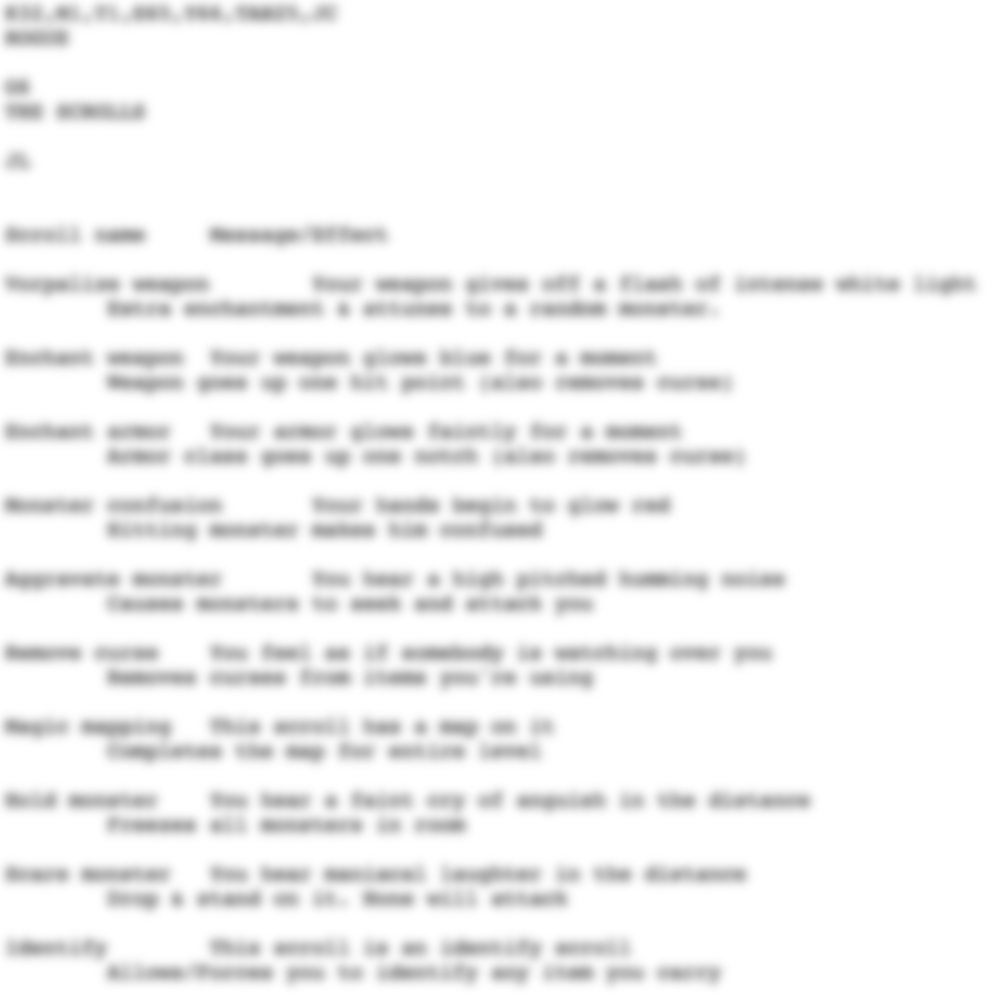 ROGUE
THE SCROLLS
Scroll name Message/Effect
Vorpalize weapon Your weapon gives off a flash of intense white light
Extra enchantment & attunes to a random monster.
Enchant weapon Your weapon glows blue for a moment
Weapon goes up one hit point (also removes curse)
Enchant armor Your armor glows faintly for a moment
Armor class goes up one notch (also removes curse)
Monster confusion Your hands begin to glow red
Hitting monster makes him confused
Aggravate monster You hear a high pitched humming noise
Causes monsters to seek and attack you
Remove curse You feel as if somebody is watching over you
Removes curses from items you're using
Magic mapping This scroll has a map on it
Completes the map for entire level
Hold monster You hear a faint cry of anguish in the distance
Freezes all monsters in room
Scare monster You hear maniacal laughter in the distance
Drop & stand on it. None will attack
Identify This scroll is an identify scroll
Allows/Forces you to identify any item you carry